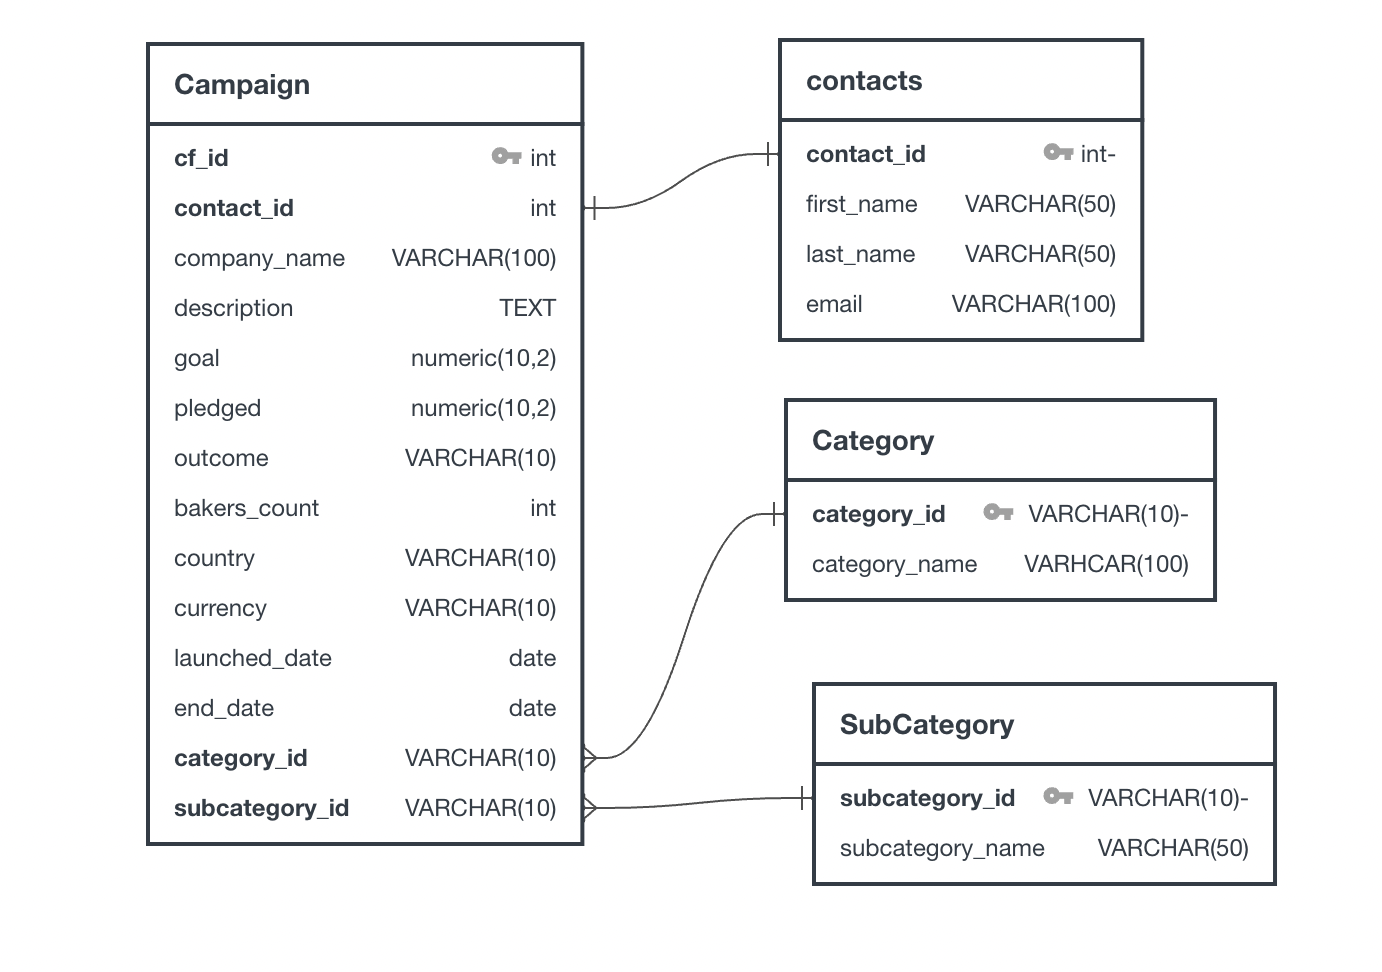 Campaign
cf_id int
contact_id int
company_name VARCHAR(100)
description TEXT
goal numeric(10,2)
pledged numeric(10,2)
outcome VARCHAR(10)
bakers_count int
country VARCHAR(10)
currency VARCHAR(10)
launched_date date
end_date date
category_id VARCHAR(10)
subcategory_id VARCHAR(10)
contacts
contact_id int-
first_name VARCHAR(50)
last_name VARCHAR(50)
email VARCHAR(100)
Category
category_id VARCHAR(10)-
category_name VARHCAR(100)
SubCategory
subcategory_id VARCHAR(10)-
subcategory_name VARCHAR(50)